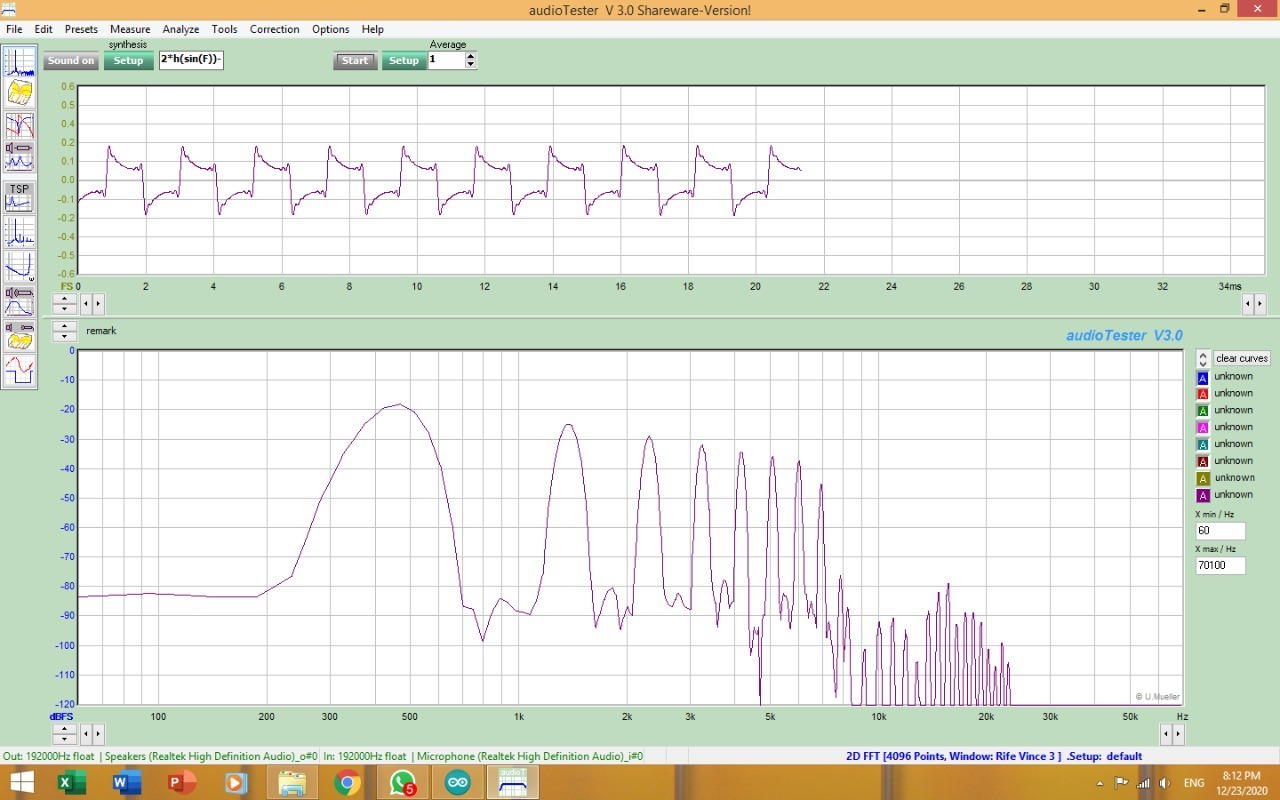 audioTester V 3.0 Shareware-Version!
File Edit Presets Measure Analyze Tools Correction Options Help
synthesis
Average
Sound on Setup 2*h(sin(F))- Start Setup 1
0.6
0.5
0.4
0.2
0.1
0.0
-0.1
-0.2
-0.4
-0.5
-0.6
FS 0 2 4 6 8 10 12 14 16 18 20 22 24 26 28 30 32 34ms
TSP
remark
audioTester V3.0
0
-10
-20
-30
-40
-50
-60
-70
-80
-90
-100
-110
-120
dBFS 100 200 300 500 1k 2k 3k 5k 10k 20k 30k 50k Hz
© U.Mueller
clear curves
A unknown
A unknown
A unknown
A unknown
A unknown
A unknown
A unknown
A unknown
X min / Hz
60
X max / Hz
70100
Out: 192000Hz float | Speakers (Realtek High Definition Audio)_o#0 In: 192000Hz float | Microphone (Realtek High Definition Audio)_i#0 2D FFT [4096 Points, Window: Rife Vince 3 ] .Setup: default
5
audioT
ENG
8:12 PM
12/23/2020